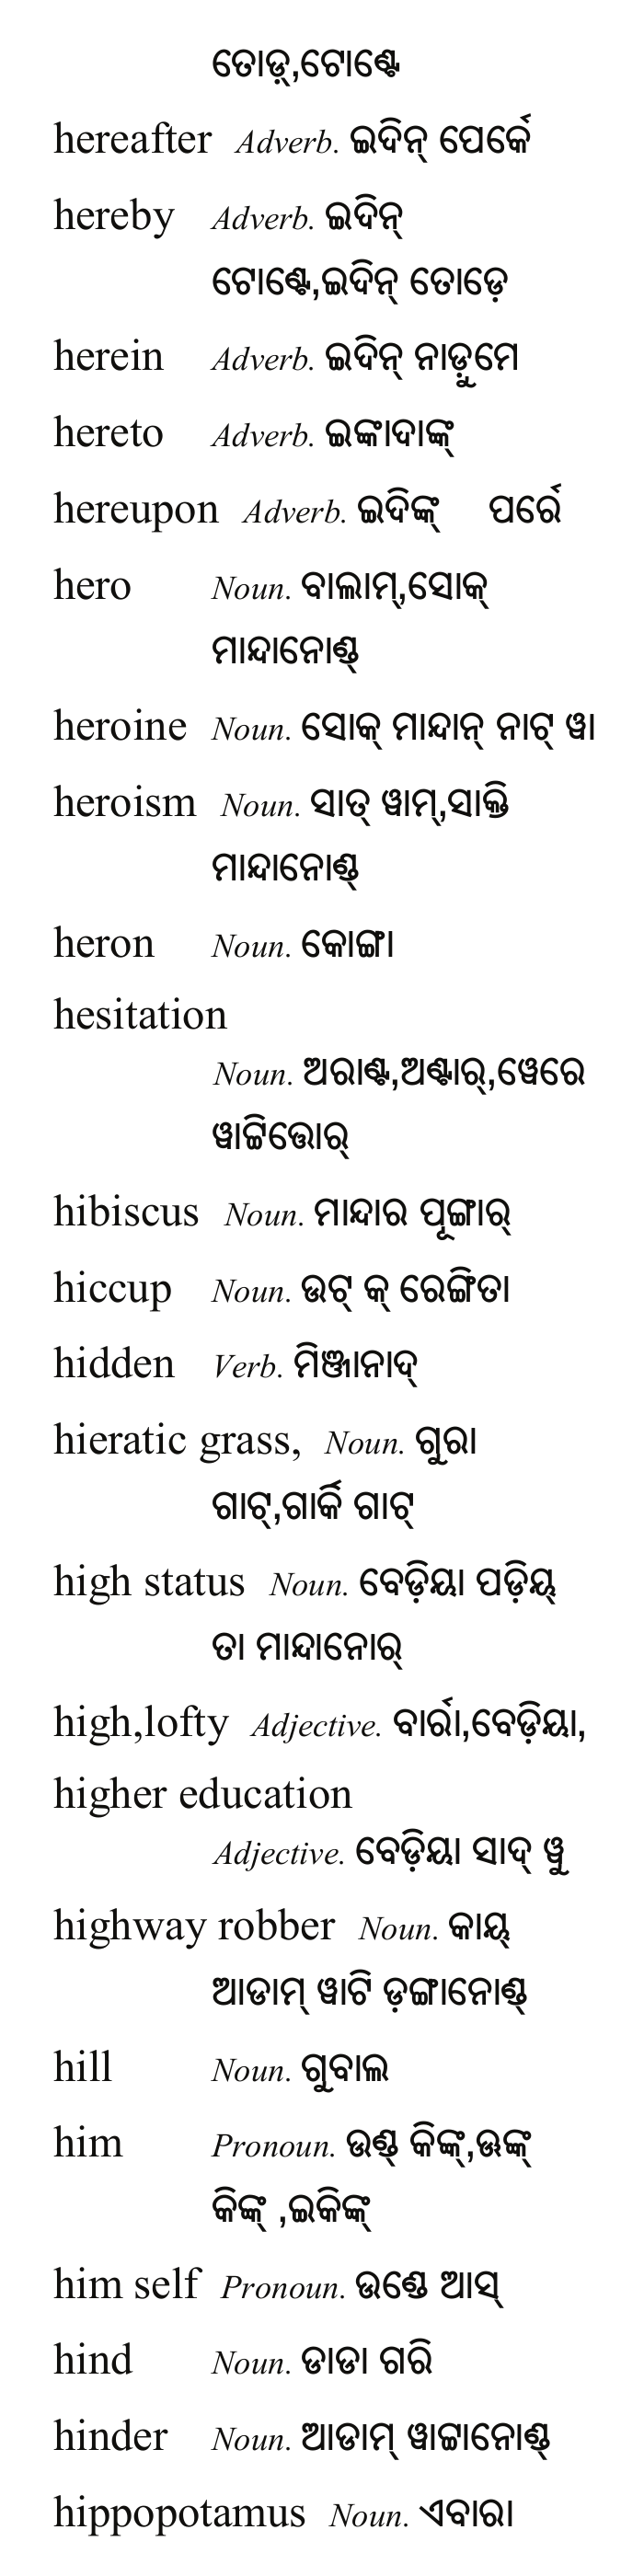 ତୋଡ଼୍,ଟୋଣ୍ଟେ
hereafter Adverb. ଇଦିନ୍ ପେର୍କେ
hereby Adverb. ଇଦିନ୍
ଟୋଣ୍ଟେ,ଇଦିନ୍ ତୋଡ଼େ
herein Adverb. ଇଦିନ୍ ନାଡ଼ୁମେ
hereto Adverb. ଇଙ୍କାଦାଙ୍କ୍
hereupon Adverb. ଇଦିଙ୍କ୍ ପର୍ରେ
hero Noun. ବାଲାମ୍,ସୋକ୍
ମାନ୍ଦାନୋଣ୍ଡ୍
heroine Noun. ସୋକ୍ ମାନ୍ଦାନ୍ ନାଟ୍ ୱା
heroism Noun. ସାତ୍ ୱାମ୍,ସାକ୍ତି
ମାନ୍ଦାନୋଣ୍ଡ୍
heron Noun. କୋଙ୍ଗା
hesitation
Noun. ଅରାଣ୍ଟ,ଅଣ୍ଟାର୍,ୱେରେ
ୱାଟ୍ଟିତ୍ତୋର୍
hibiscus Noun. ମାନ୍ଦାର ପୂଙ୍ଗାର୍
hiccup Noun. ଉଟ୍ କ୍ ରେଙ୍ଗିତା
hidden Verb. ମିଞ୍ଜାନାଦ୍
hieratic grass, Noun. ଗୁରା
ଗାଟ୍,ଗାର୍କି ଗାଟ୍
high status Noun. ବେଡ଼ିୟା ପଡ଼ିୟ୍
ତା ମାନ୍ଦାନୋର୍
high,lofty Adjective. ବାର୍ରା,ବେଡ଼ିୟା,
higher education
Adjective. ବେଡ଼ିୟା ସାଦ୍ ୱୁ
highway robber Noun. କାୟ୍
ଆଡାମ୍ ୱାଟି ଡ଼ଙ୍ଗାନୋଣ୍ଡ୍
hill Noun. ଗୁବାଲ
him Pronoun. ଉଣ୍ଡ୍ କିଙ୍କ୍,ଊଙ୍କ୍
କିଙ୍କ୍ ,ଇକିଙ୍କ୍
him self Pronoun. ଉଣ୍ଡେ ଆସ୍
hind Noun. ଡାଡା ଗରି
hinder Noun. ଆଡାମ୍ ୱାଟ୍ଟାନୋଣ୍ଡ୍
hippopotamus Noun. ଏବାରା